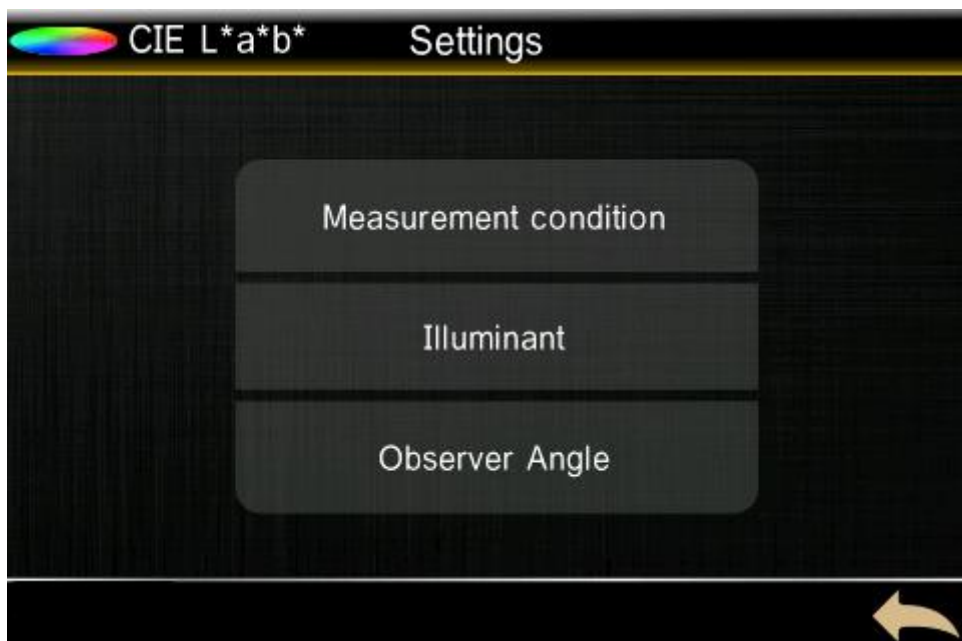 CIE L*a*b* Settings
Measurement condition
Illuminant
Observer Angle